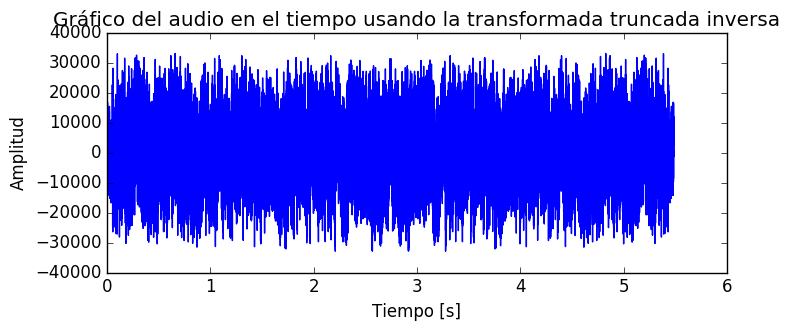 Gráfico del audio en el tiempo usando la transformada truncada inversa
40000
30000
20000
10000
0
−10000
−20000
−30000
−40000
Amplitud
0 1 2 3 4 5 6
Tiempo [s]